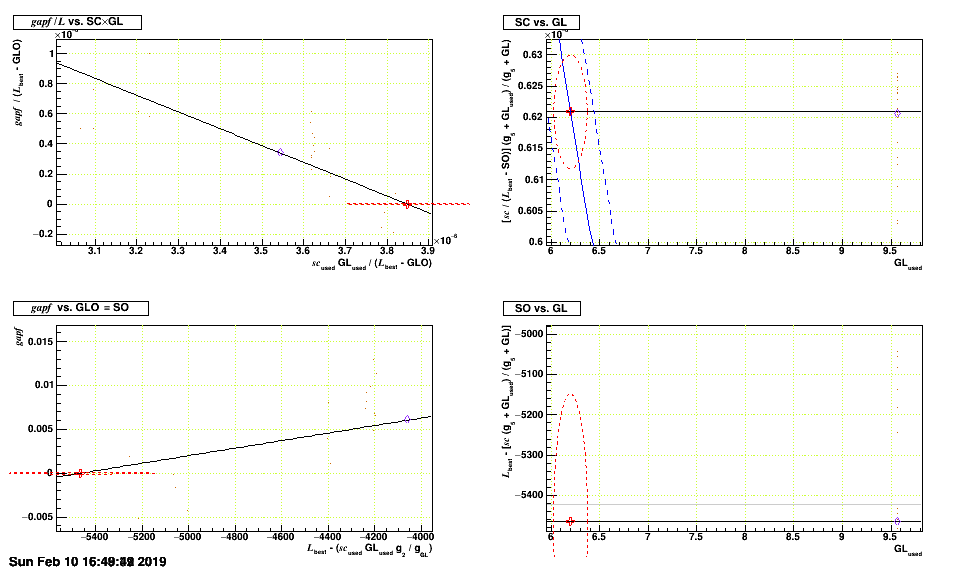 gapf / L vs. SC×GL
×10⁻⁶
1
0.8
0.6
0.4
0.2
0
−0.2
gapf / (L_best - GLO)
3.1 3.2 3.3 3.4 3.5 3.6 3.7 3.8 3.9
×10⁻⁶
sc_used GL_used / (L_best - GLO)
SC vs. GL
0.63
0.625
0.62
0.615
0.61
0.605
0.6
[sc / (L_best - SO)] (g_5 + GL_used) / (g_5 + GL)
6 6.5 7 7.5 8 8.5 9 9.5
GL_used
gapf vs. GLO = SO
0.015
0.01
0.005
0
−0.005
gapf
−5400 −5200 −5000 −4800 −4600 −4400 −4200 −4000
L_best - (sc_used GL_used g_2 / g_GL)
SO vs. GL
−5000
−5100
−5200
−5300
−5400
L_best - [sc (g_5 + GL_used) / (g_5 + GL)]
6 6.5 7 7.5 8 8.5 9 9.5
GL_used
Sun Feb 10 2019